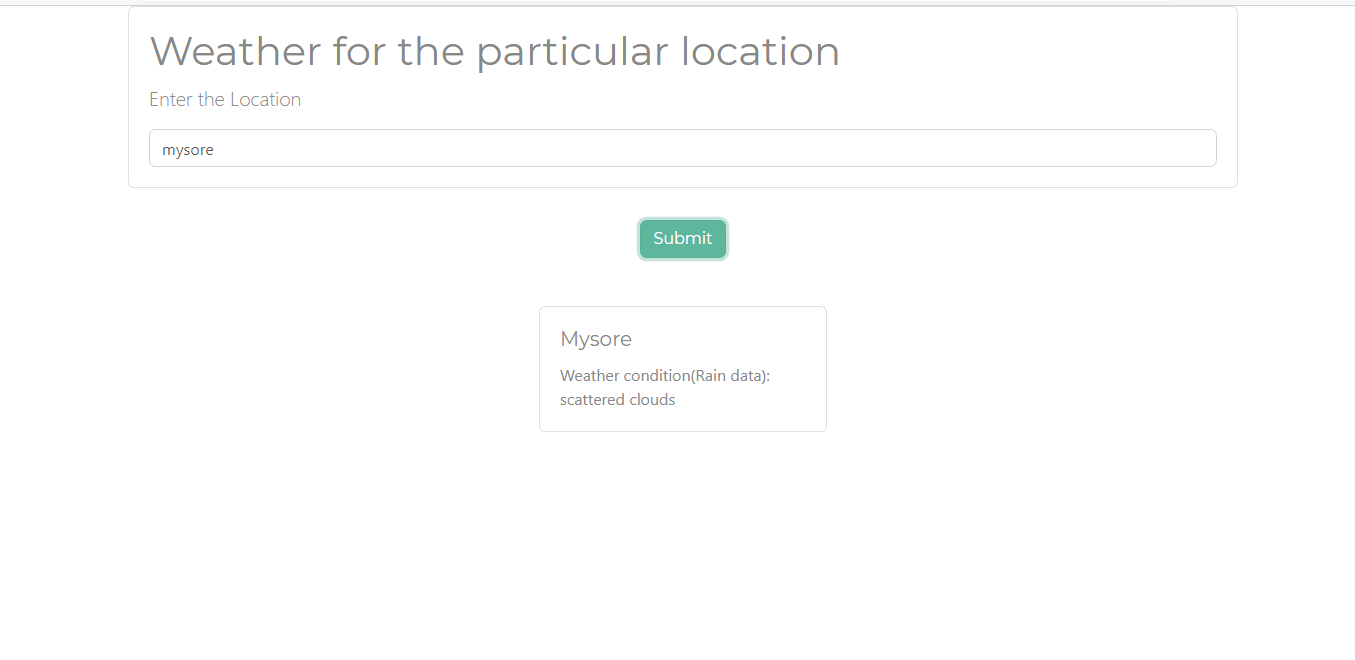 Weather for the particular location
Enter the Location
mysore
Submit
Mysore
Weather condition(Rain data):
scattered clouds